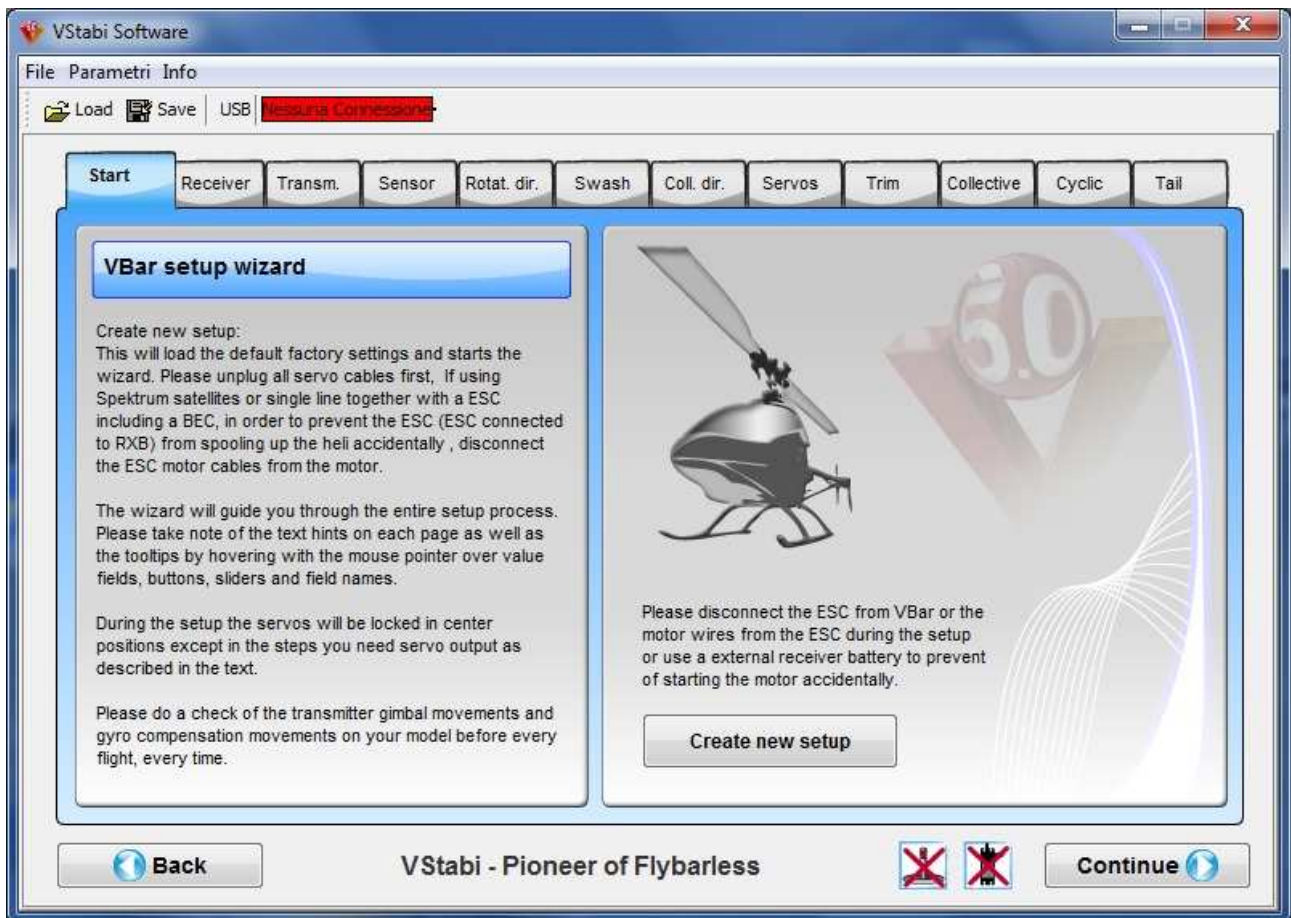 VStabi Software
File Parametri Info
Load Save USB Nessuna Connessione
Start Receiver Transm. Sensor Rotat. dir. Swash Coll. dir. Servos Trim Collective Cyclic Tail
VBar setup wizard
Create new setup:
This will load the default factory settings and starts the
wizard. Please unplug all servo cables first, If using
Spektrum satellites or single line together with a ESC
including a BEC, in order to prevent the ESC (ESC connected
to RXB) from spooling up the heli accidentally , disconnect
the ESC motor cables from the motor.
The wizard will guide you through the entire setup process.
Please take note of the text hints on each page as well as
the tooltips by hovering with the mouse pointer over value
fields, buttons, sliders and field names.
During the setup the servos will be locked in center
positions except in the steps you need servo output as
described in the text.
Please do a check of the transmitter gimbal movements and
gyro compensation movements on your model before every
flight, every time.
5.0
Please disconnect the ESC from VBar or the
motor wires from the ESC during the setup
or use a external receiver battery to prevent
of starting the motor accidentally.
Create new setup
Back
VStabi - Pioneer of Flybarless
Continue